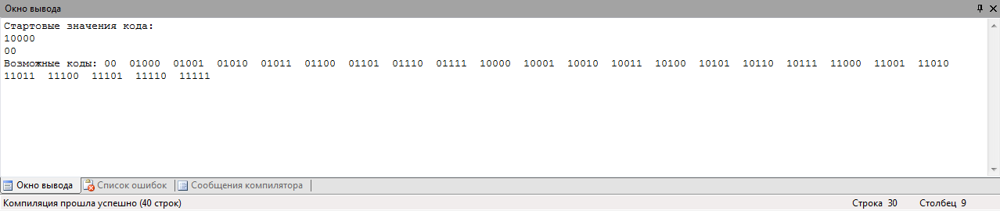 Окно вывода
Стартовые значения кода:
10000
00
Возможные коды: 00 01000 01001 01010 01011 01100 01101 01110 01111 10000 10001 10010 10011 10100 10101 10110 10111 11000 11001 11010
11011 11100 11101 11110 11111
Окно вывода Список ошибок Сообщения компилятора
Компиляция прошла успешно (40 строк) Строка 30 Столбец 9